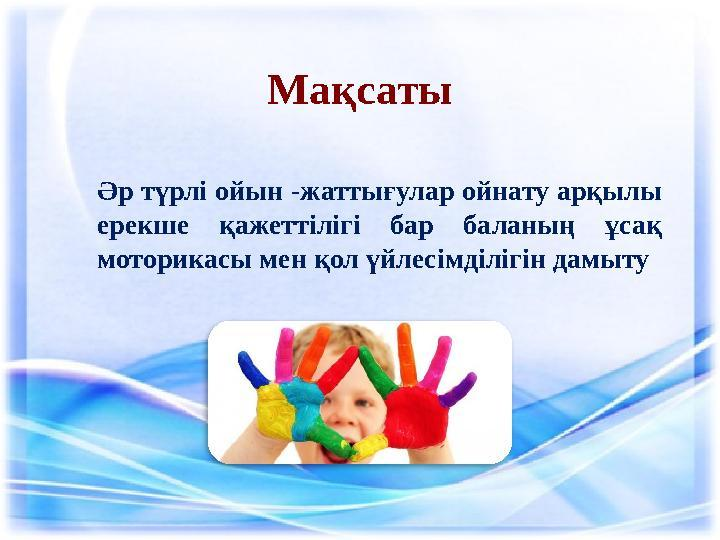 Мақсаты
Әр түрлі ойын -жаттығулар ойнату арқылы
ерекше қажеттілігі бар баланың ұсақ
моторикасы мен қол үйлесімділігін дамыту